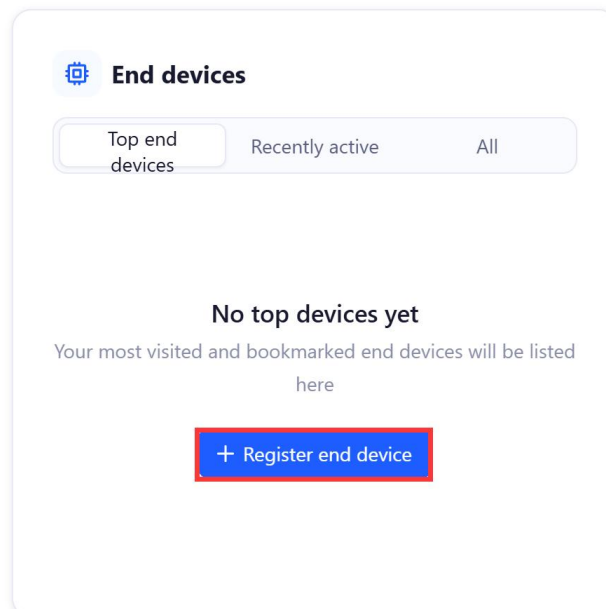 End devices
Top end
devices
Recently active
All
No top devices yet
Your most visited and bookmarked end devices will be listed
here
+ Register end device